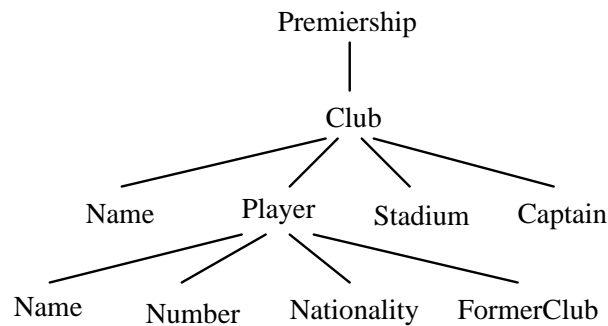 Premiership
Club
Name Player Stadium Captain
Name Number Nationality FormerClub